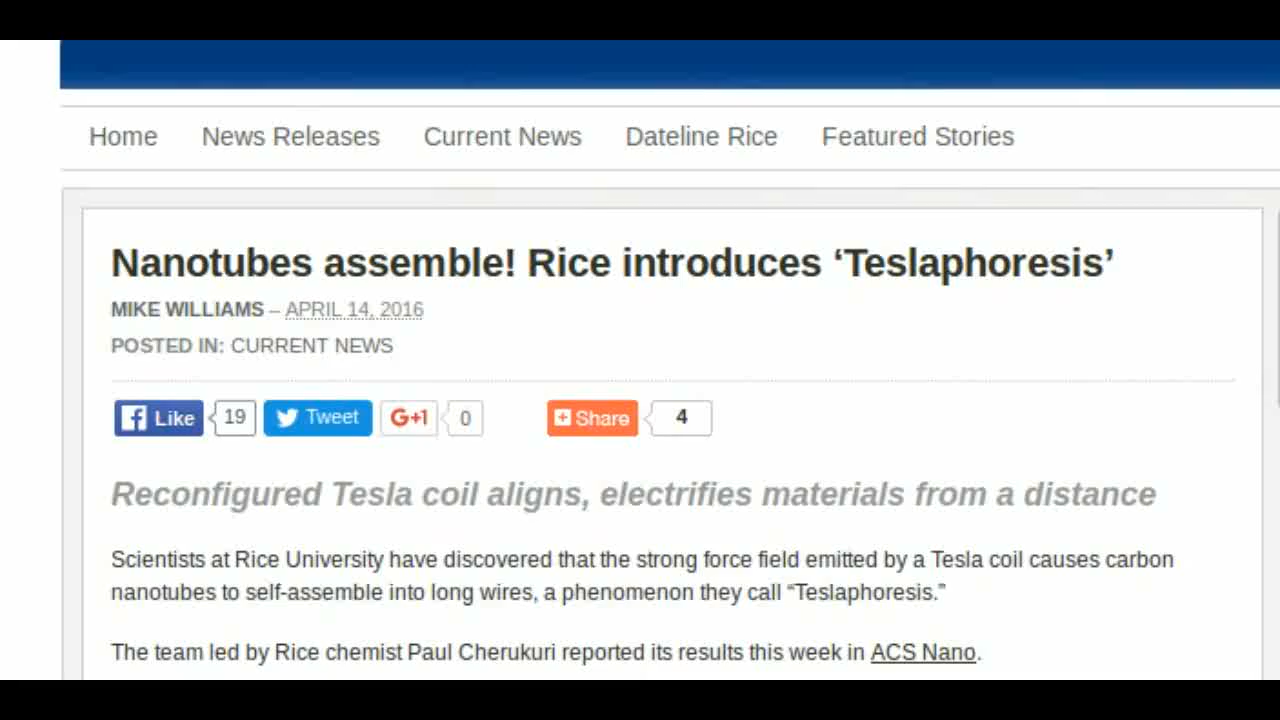 Home News Releases Current News Dateline Rice Featured Stories
Nanotubes assemble! Rice introduces ‘Teslaphoresis’
MIKE WILLIAMS – APRIL 14, 2016
POSTED IN: CURRENT NEWS
Like 19 Tweet G+1 0 Share 4
Reconfigured Tesla coil aligns, electrifies materials from a distance
Scientists at Rice University have discovered that the strong force field emitted by a Tesla coil causes carbon
nanotubes to self-assemble into long wires, a phenomenon they call “Teslaphoresis.”
The team led by Rice chemist Paul Cherukuri reported its results this week in ACS Nano.